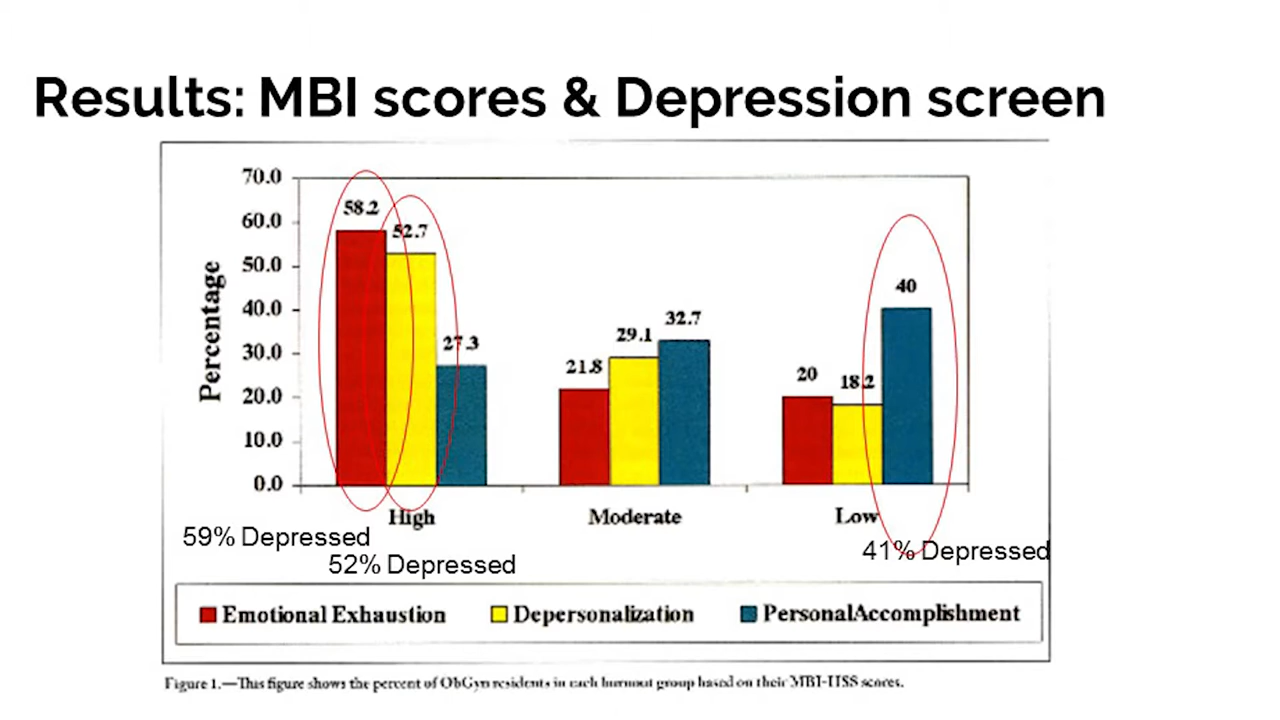 Results: MBI scores & Depression screen
70.0
60.0
50.0
40.0
30.0
20.0
10.0
0.0
Percentage
58.2
52.7
27.3
21.8
29.1
32.7
20
18.2
40
High
Moderate
Low
59% Depressed
52% Depressed
41% Depressed
Emotional Exhaustion
Depersonalization
PersonalAccomplishment
Figure 1.—This figure shows the percent of ObGyn residents in each burnout group based on their MBI-HSS scores.